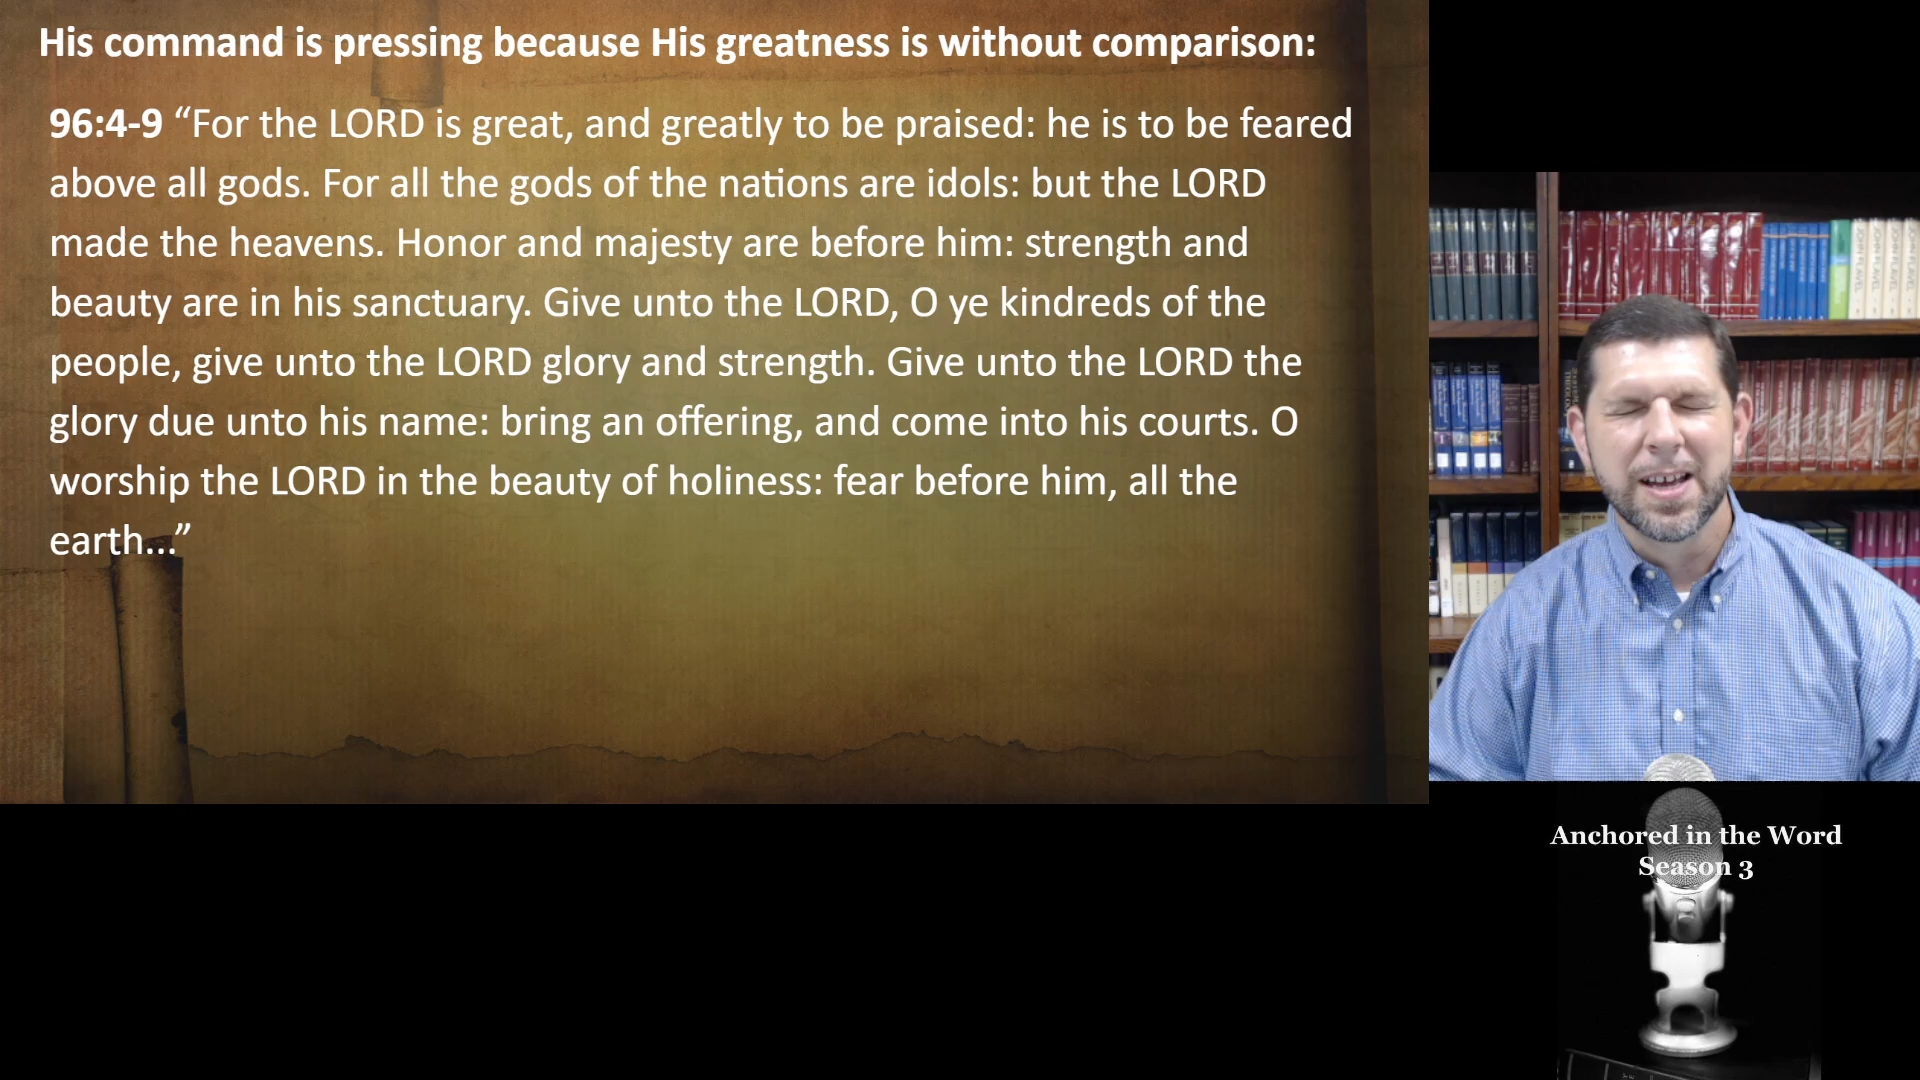 His command is pressing because His greatness is without comparison:
96:4-9 “For the LORD is great, and greatly to be praised: he is to be feared
above all gods. For all the gods of the nations are idols: but the LORD
made the heavens. Honor and majesty are before him: strength and
beauty are in his sanctuary. Give unto the LORD, O ye kindreds of the
people, give unto the LORD glory and strength. Give unto the LORD the
glory due unto his name: bring an offering, and come into his courts. O
worship the LORD in the beauty of holiness: fear before him, all the
earth...”
Anchored in the Word
Season 3